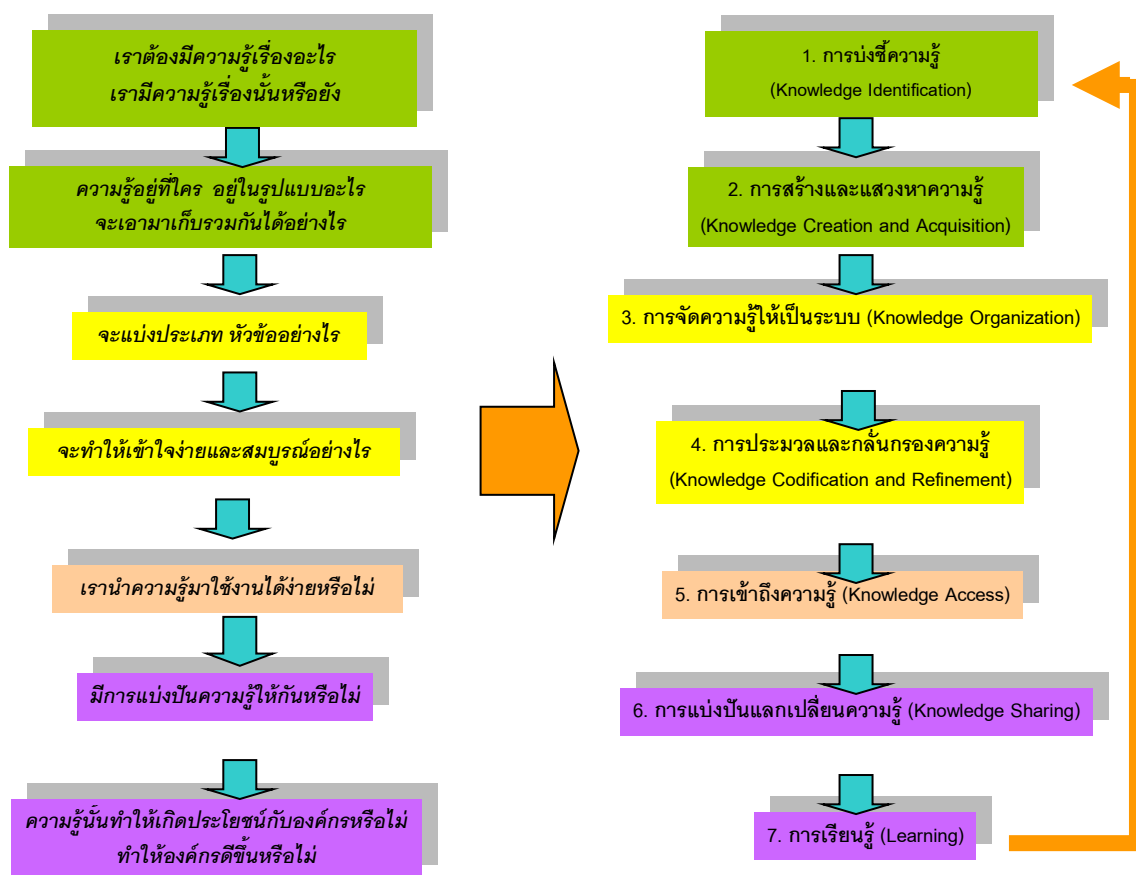 เราต้องมีความรู้เรื่องอะไร
เรามีความรู้เรื่องนั้นหรือยัง
ความรู้อยู่ที่ใคร อยู่ในรูปแบบอะไร
จะเอามาเก็บรวมกันได้อย่างไร
จะแบ่งประเภท หัวข้ออย่างไร
จะทำให้เข้าใจง่ายและสมบูรณ์อย่างไร
เรานำความรู้มาใช้งานได้ง่ายหรือไม่
มีการแบ่งปันความรู้ให้กันหรือไม่
ความรู้นั้นทำให้เกิดประโยชน์กับองค์กรหรือไม่
ทำให้องค์กรดีขึ้นหรือไม่
1. การบ่งชี้ความรู้
(Knowledge Identification)
2. การสร้างและแสวงหาความรู้
(Knowledge Creation and Acquisition)
3. การจัดความรู้ให้เป็นระบบ (Knowledge Organization)
4. การประมวลและกลั่นกรองความรู้
(Knowledge Codification and Refinement)
5. การเข้าถึงความรู้ (Knowledge Access)
6. การแบ่งปันแลกเปลี่ยนความรู้ (Knowledge Sharing)
7. การเรียนรู้ (Learning)